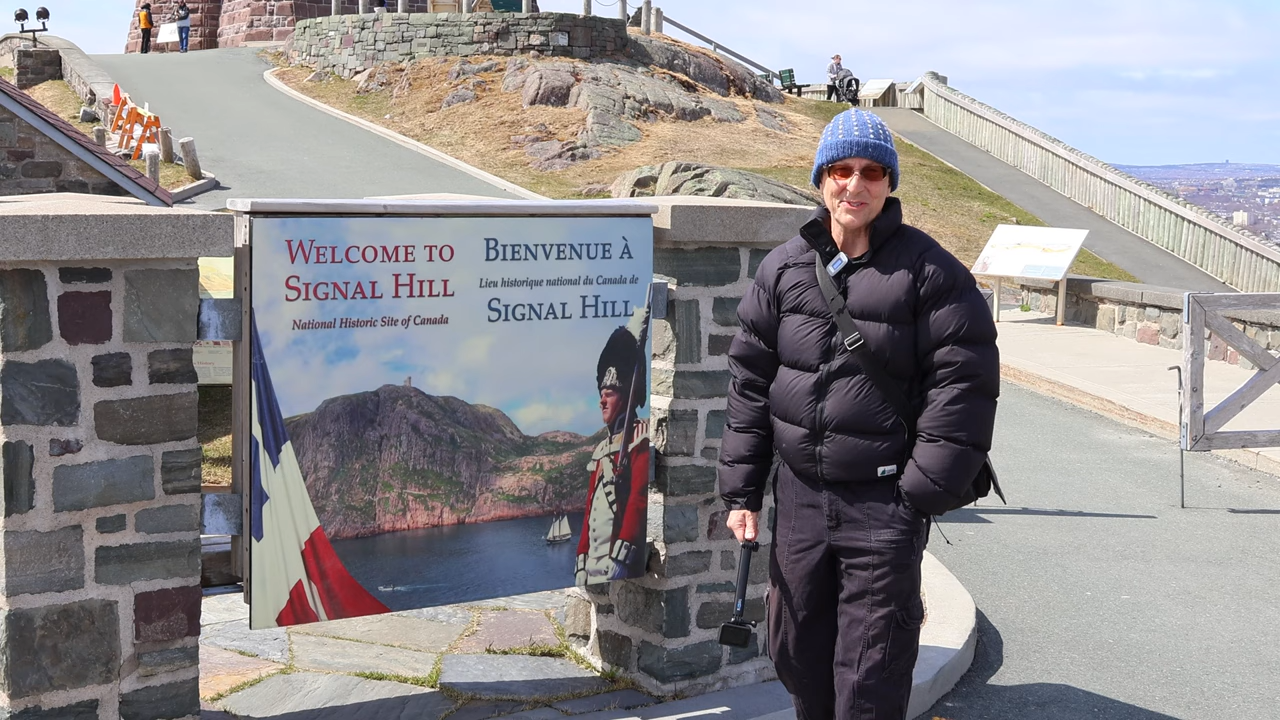 Welcome to
Signal Hill
National Historic Site of Canada
Bienvenue à
Lieu historique national du Canada de
Signal Hill